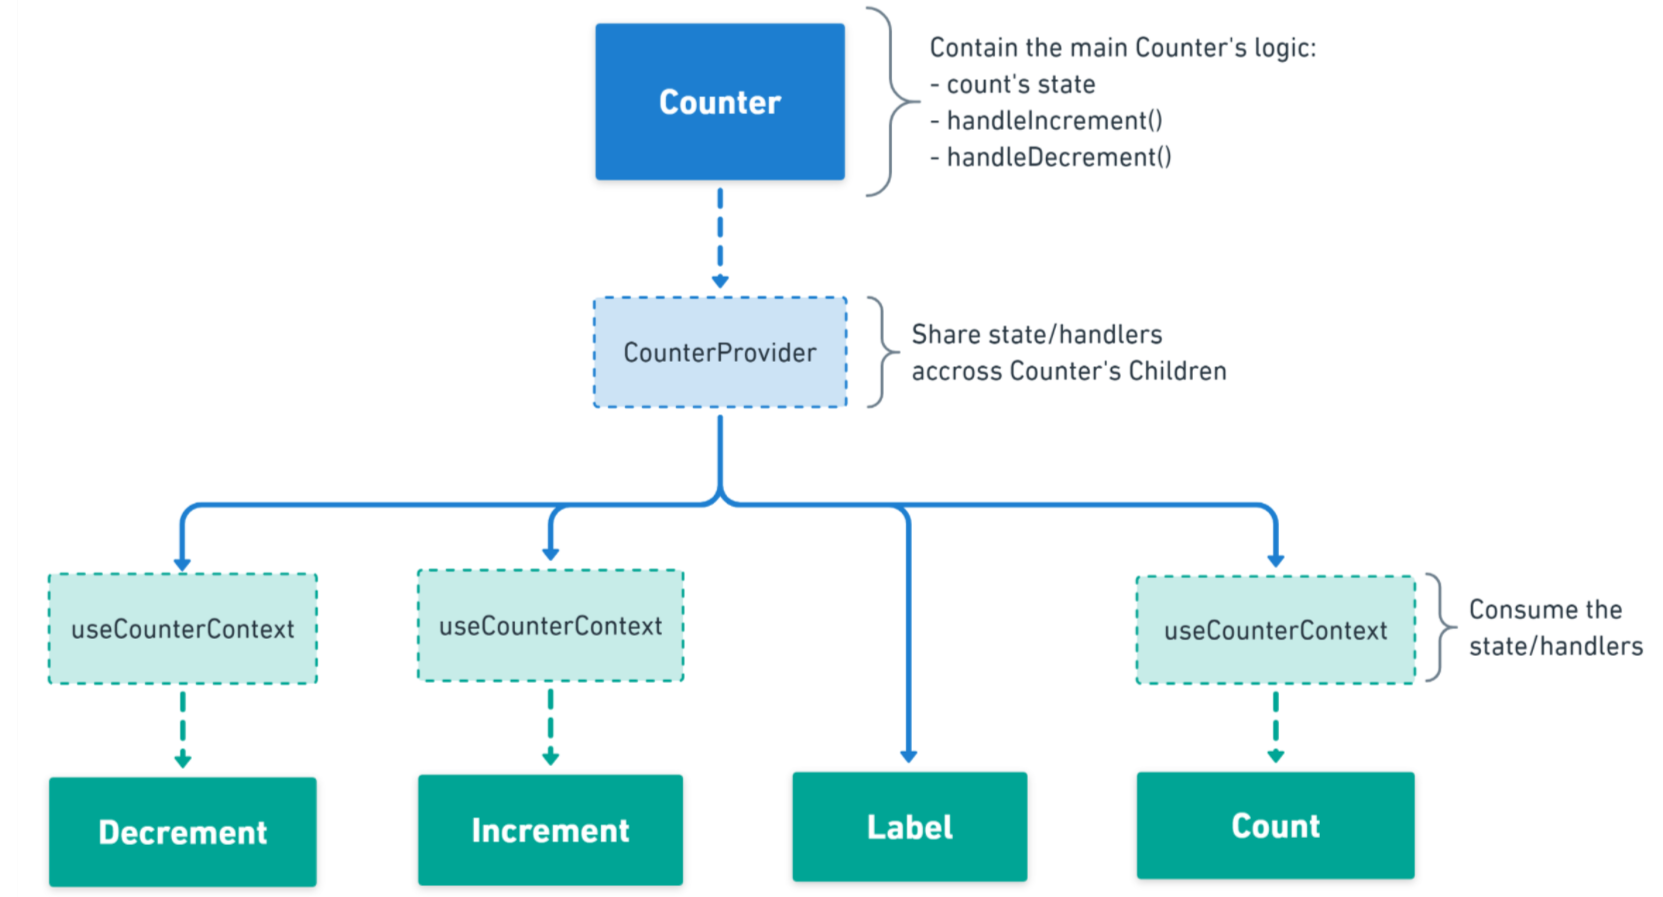 Counter
Contain the main Counter's logic:
- count's state
- handleIncrement()
- handleDecrement()
CounterProvider
Share state/handlers
accross Counter's Children
useCounterContext
useCounterContext
useCounterContext
Consume the
state/handlers
Decrement
Increment
Label
Count